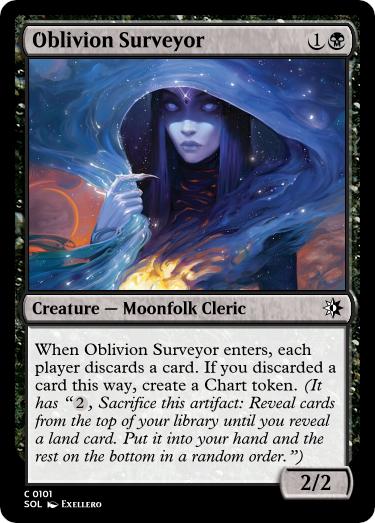 Oblivion Surveyor 1
Creature — Moonfolk Cleric
When Oblivion Surveyor enters, each
player discards a card. If you discarded a
card this way, create a Chart token. (It
has “2, Sacrifice this artifact: Reveal cards
from the top of your library until you reveal
a land card. Put it into your hand and the
rest on the bottom in a random order.”)
2/2
C 0101
SOL Exellero